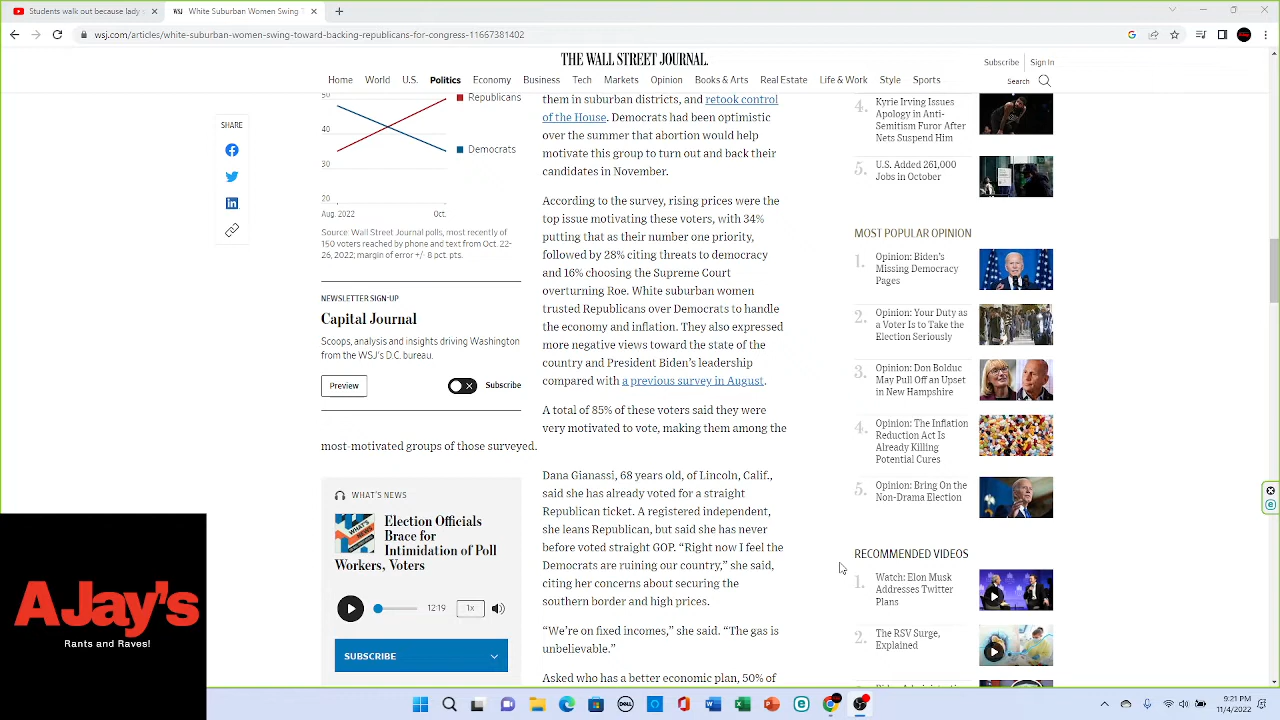 Students walk out because lady s
White Suburban Women Swing T
wsj.com/articles/white-suburban-women-swing-toward-backing-republicans-for-congress-11667381402
THE WALL STREET JOURNAL.
Subscribe Sign In
Home World U.S. Politics Economy Business Tech Markets Opinion Books & Arts Real Estate Life & Work Style Sports
Search
SHARE
Republicans
40
Democrats
30
20
Aug. 2022 Oct.
Source: Wall Street Journal polls, most recently of
150 voters reached by phone and text from Oct. 22-
26, 2022; margin of error +/- 8 pct. pts.
NEWSLETTER SIGN-UP
Capital Journal
Scoops, analysis and insights driving Washington
from the WSJ's D.C. bureau.
Preview
Subscribe
them in suburban districts, and retook control
of the House. Democrats had been optimistic
over the summer that abortion would help
motivate this group to turn out and back their
candidates in November.
According to the survey, rising prices are the
top issue motivating these voters, with 34%
putting that as their number one priority,
followed by 28% citing threats to democracy
and 16% choosing the Supreme Court
overturning Roe. White suburban women
trusted Republicans over Democrats to handle
the economy and inflation. They also expressed
more negative views toward the state of the
country and President Biden's leadership
compared with a previous survey in August.
A total of 85% of these voters said they were
very motivated to vote, making them among the
most-motivated groups of those surveyed.
WHAT'S NEWS
Election Officials
Brace for
Intimidation of Poll
Workers, Voters
12:19
1x
SUBSCRIBE
Dana Gianassi, 68 years old, of Lincoln, Calif.,
said she has already voted for a straight
Republican ticket. A registered independent,
she leans Republican, but said she has never
before voted straight GOP. “Right now I feel the
Democrats are ruining our country,” she said,
citing her concerns about securing the
southern border and high prices.
“We're on fixed incomes,” she said. “The gas is
unbelievable.”
Asked who has a better economic plan, 50% of
4. Kyrie Irving Issues
Apology in Anti-
Semitism Furor After
Nets Suspend Him
5. U.S. Added 261,000
Jobs in October
MOST POPULAR OPINION
1. Opinion: Biden's
Missing Democracy
Pages
2. Opinion: Your Duty as
a Voter Is to Take the
Election Seriously
3. Opinion: Don Bolduc
May Pull Off an Upset
in New Hampshire
4. Opinion: The Inflation
Reduction Act Is
Already Killing
Potential Cures
5. Opinion: Bring On the
Non-Drama Election
RECOMMENDED VIDEOS
1. Watch: Elon Musk
Addresses Twitter
Plans
2. The RSV Surge,
Explained
AJay's
Rants and Raves!
9:21 PM
11/4/2022